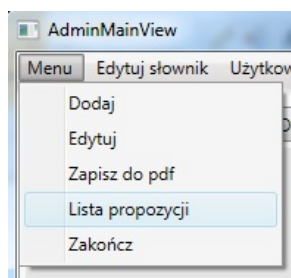 AdminMainView
Menu Edytuj słownik
Dodaj
Edytuj
Zapisz do pdf
Lista propozycji
Zakończ